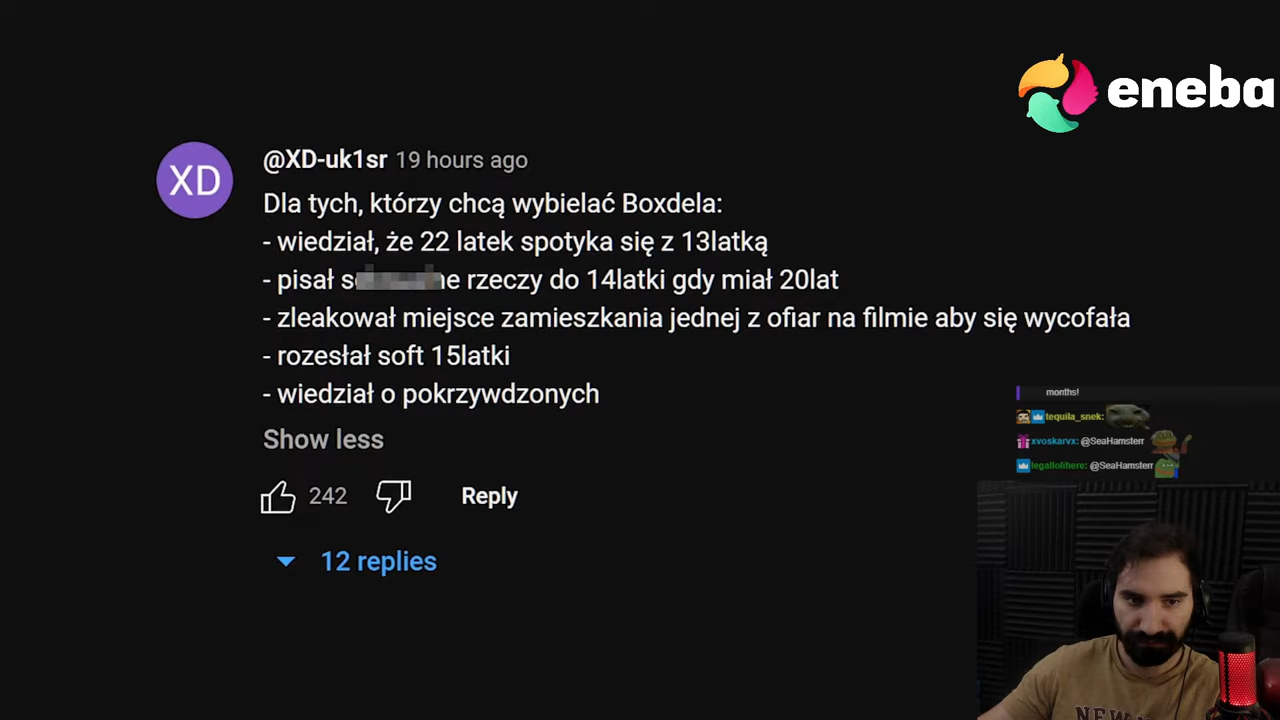 eneba
XD
@XD-uk1sr 19 hours ago
Dla tych, którzy chcą wybielać Boxdela:
- wiedział, że 22 latek spotyka się z 13latką
- pisał rzeczy do 14latki gdy miał 20lat
- zleakował miejsce zamieszkania jednej z ofiar na filmie aby się wycofała
- rozesłał soft 15latki
- wiedział o pokrzywdzonych
Show less
242 Reply
12 replies
months!
tequila_snek:
xvoskarvx: @SeaHamsterr
legallolihere: @SeaHamsterr
NEW